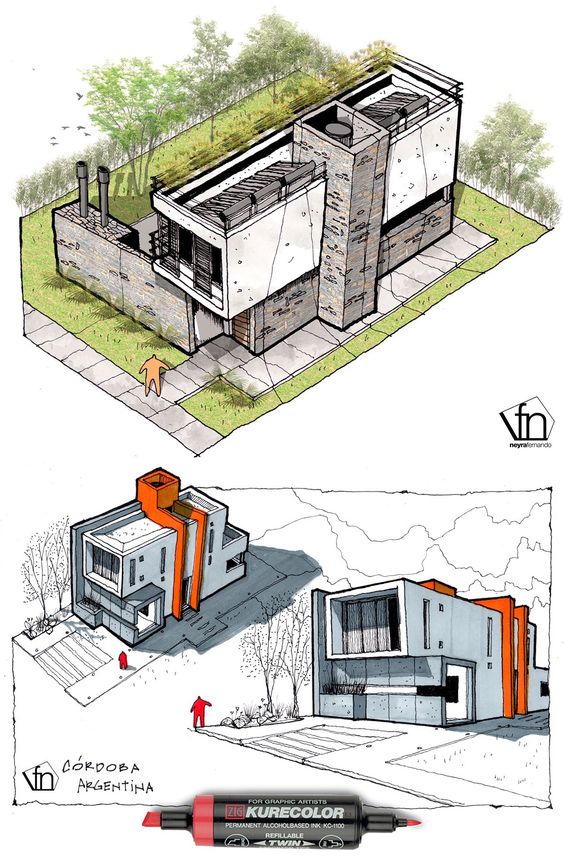 fn
neyrafernando
fn
CÓRDOBA
ARGENTINA
FOR GRAPHIC ARTISTS
ZIG KURECOLOR
PERMANENT ALCOHOLBASED INK KC-1100
REFILLABLE
TWIN